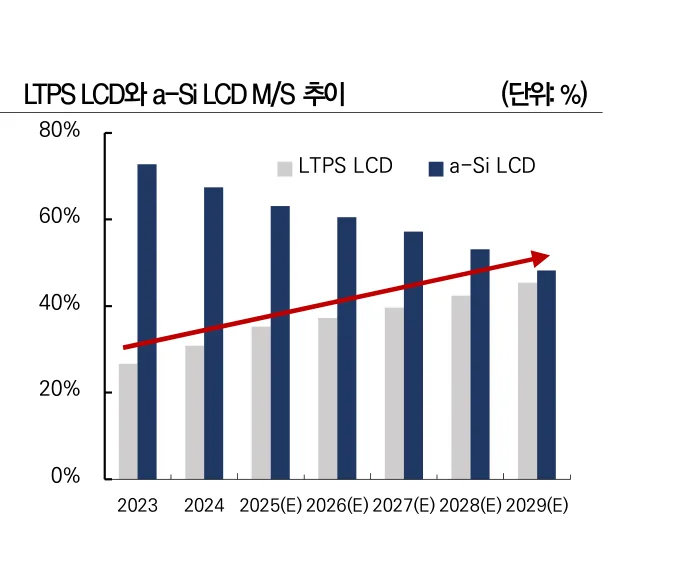 LTPS LCD와 a-Si LCD M/S 추이 (단위: %)
80%
LTPS LCD a-Si LCD
60%
40%
20%
0%
2023 2024 2025(E) 2026(E) 2027(E) 2028(E) 2029(E)